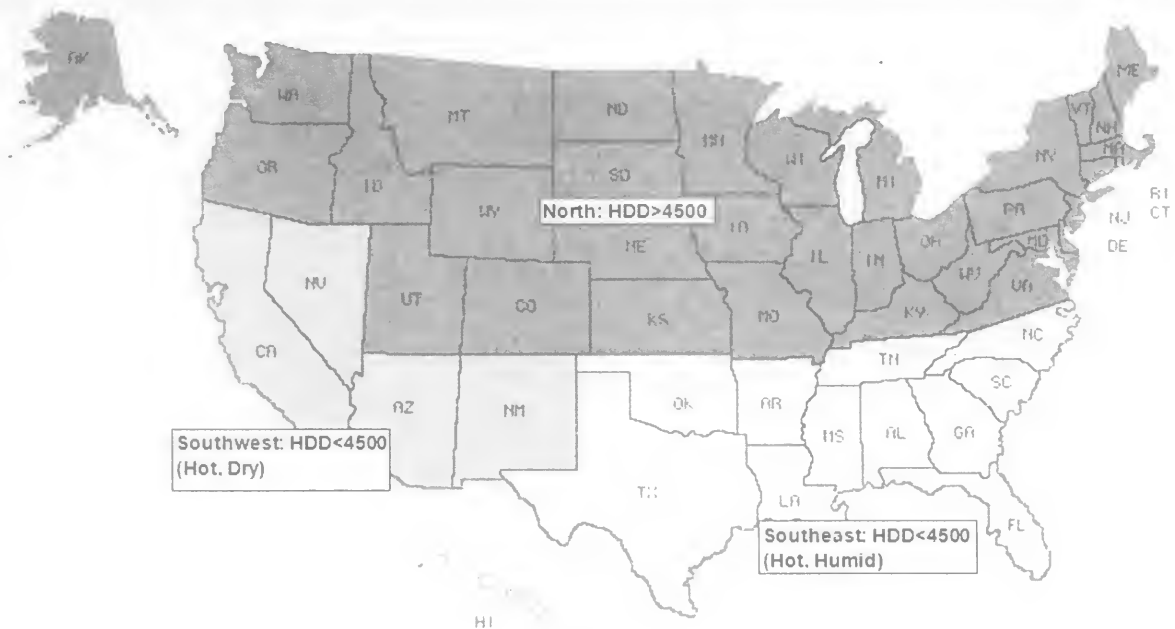 AK
ME
WA
VT
MT
ND
NH
MN
MA
NY
OR
WI
ID
SD
MI
WY
RI
North: HDD>4500
PA
CT
IA
NJ
NE
OH
MD
DE
NV
IL
IN
WV
UT
CO
VA
KS
MO
KY
NC
CA
TN
SC
AZ
NM
OK
AR
MS
AL
GA
Southwest: HDD<4500
(Hot, Dry)
TX
LA
FL
Southeast: HDD<4500
(Hot, Humid)
HI